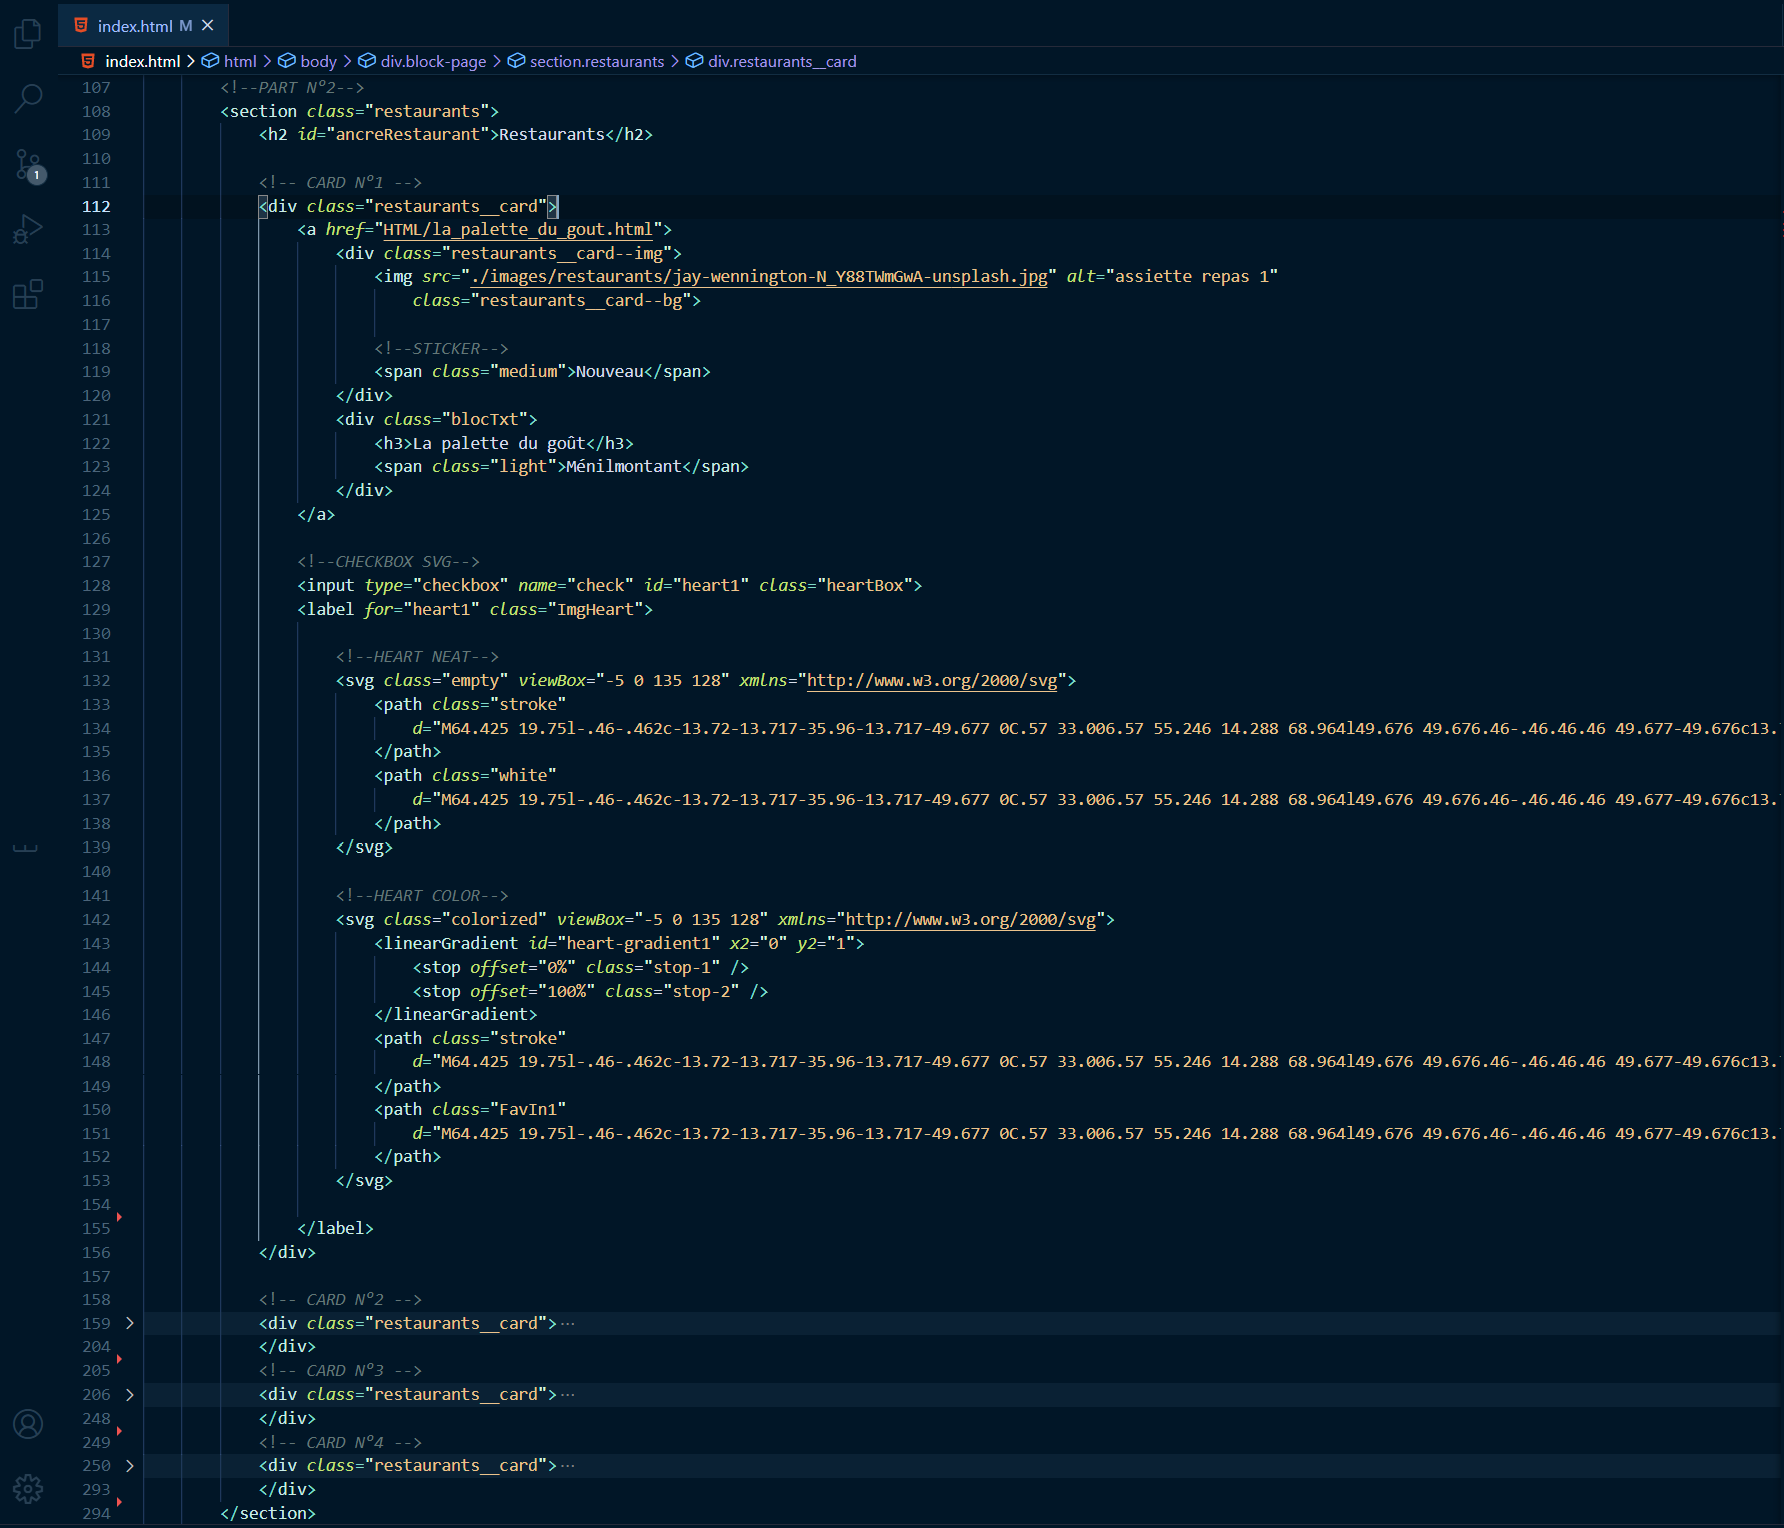 index.html M
index.html > html > body > div.block-page > section.restaurants > div.restaurants__card
107 <!--PART N°2-->
108 <section class="restaurants">
109 <h2 id="ancreRestaurant">Restaurants</h2>
110
111 <!-- CARD N°1 -->
112 <div class="restaurants__card">
113 <a href="HTML/la_palette_du_gout.html">
114 <div class="restaurants__card--img">
115 <img src="./images/restaurants/jay-wennington-N_Y88TWmGwA-unsplash.jpg" alt="assiette repas 1"
116 class="restaurants__card--bg">
117
118 <!--STICKER-->
119 <span class="medium">Nouveau</span>
120 </div>
121 <div class="blocTxt">
122 <h3>La palette du goût</h3>
123 <span class="light">Ménilmontant</span>
124 </div>
125 </a>
126
127 <!--CHECKBOX SVG-->
128 <input type="checkbox" name="check" id="heart1" class="heartBox">
129 <label for="heart1" class="ImgHeart">
130
131 <!--HEART NEAT-->
132 <svg class="empty" viewBox="-5 0 135 128" xmlns="http://www.w3.org/2000/svg">
133 <path class="stroke"
134 d="M64.425 19.75l-.46-.462c-13.72-13.717-35.96-13.717-49.677 0C.57 33.006.57 55.246 14.288 68.964l49.676 49.676.46-.46.46.46 49.677-49.676c13.
135 </path>
136 <path class="white"
137 d="M64.425 19.75l-.46-.462c-13.72-13.717-35.96-13.717-49.677 0C.57 33.006.57 55.246 14.288 68.964l49.676 49.676.46-.46.46.46 49.677-49.676c13.
138 </path>
139 </svg>
140
141 <!--HEART COLOR-->
142 <svg class="colorized" viewBox="-5 0 135 128" xmlns="http://www.w3.org/2000/svg">
143 <linearGradient id="heart-gradient1" x2="0" y2="1">
144 <stop offset="0%" class="stop-1" />
145 <stop offset="100%" class="stop-2" />
146 </linearGradient>
147 <path class="stroke"
148 d="M64.425 19.75l-.46-.462c-13.72-13.717-35.96-13.717-49.677 0C.57 33.006.57 55.246 14.288 68.964l49.676 49.676.46-.46.46.46 49.677-49.676c13.
149 </path>
150 <path class="FavIn1"
151 d="M64.425 19.75l-.46-.462c-13.72-13.717-35.96-13.717-49.677 0C.57 33.006.57 55.246 14.288 68.964l49.676 49.676.46-.46.46.46 49.677-49.676c13.
152 </path>
153 </svg>
154
155 </label>
156 </div>
157
158 <!-- CARD N°2 -->
159 <div class="restaurants__card">···
204 </div>
205 <!-- CARD N°3 -->
206 <div class="restaurants__card">···
248 </div>
249 <!-- CARD N°4 -->
250 <div class="restaurants__card">···
293 </div>
294 </section>
1